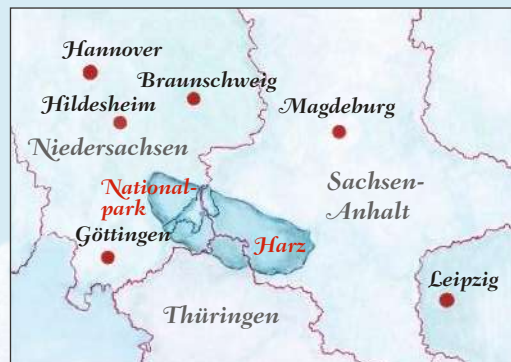 Hannover
Braunschweig
Hildesheim
Magdeburg
Niedersachsen
National-
park
Sachsen-
Anhalt
Göttingen
Harz
Leipzig
Thüringen